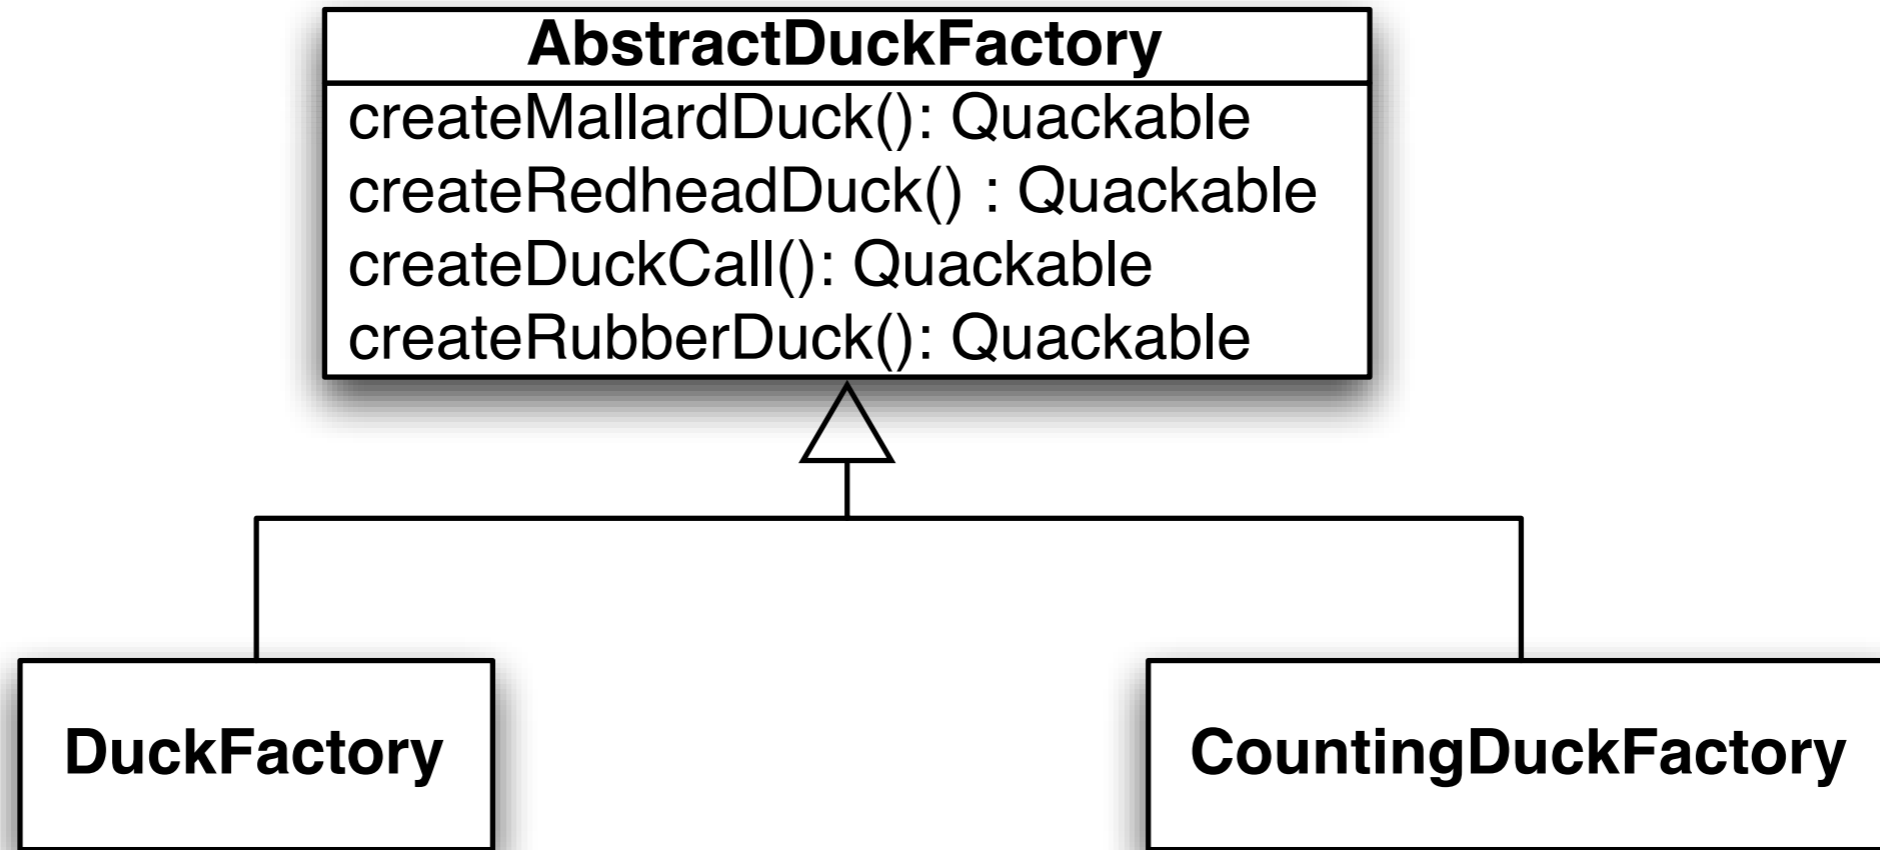 AbstractDuckFactory
createMallardDuck(): Quackable
createRedheadDuck() : Quackable
createDuckCall(): Quackable
createRubberDuck(): Quackable
DuckFactory
CountingDuckFactory